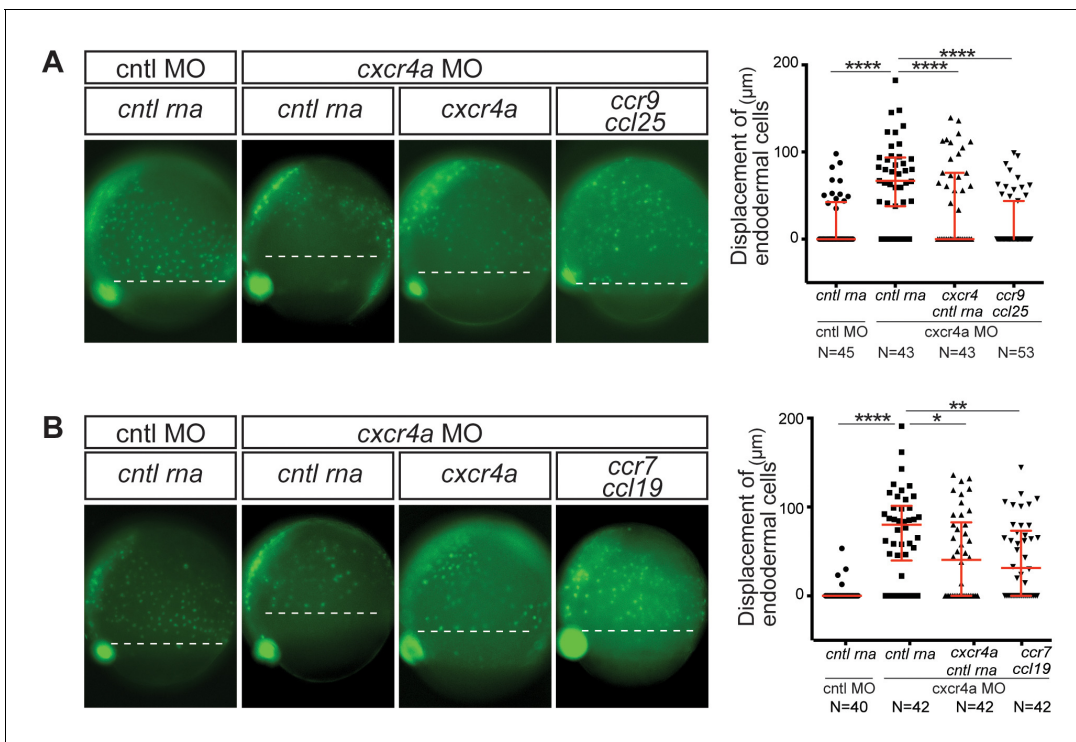 A
cntl MO
cxcr4a MO
cntl rna
cntl rna
cxcr4a
ccr9
ccl25
Displacement of (µm)
endodermal cells
200
100
0
****
****
****
cntl rna
cntl rna
cxcr4
cntl rna
ccr9
ccl25
cntl MO
cxcr4a MO
N=45
N=43
N=43
N=53
B
cntl MO
cxcr4a MO
cntl rna
cntl rna
cxcr4a
ccr7
ccl19
Displacement of (µm)
endodermal cells
200
100
0
**
****
*
cntl rna
cntl rna
cxcr4a
cntl rna
ccr7
ccl19
cntl MO
cxcr4a MO
N=40
N=42
N=42
N=42